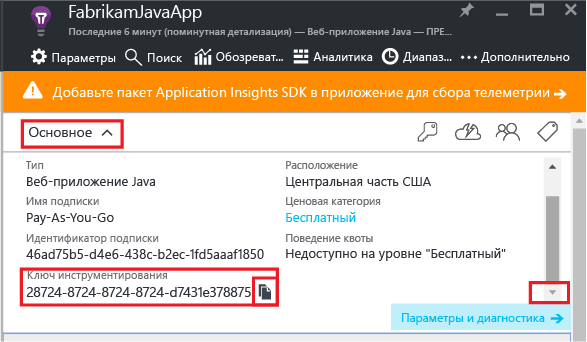 FabrikamJavaApp
Последние 6 минут (поминутная детализация) — Веб-приложение Java — ПРЕ...
Параметры Поиск Обозреват... Аналитика Диапаз... Дополнительно
Добавьте пакет Application Insights SDK в приложение для сбора телеметрии
Основное
Тип Расположение
Веб-приложение Java Центральная часть США
Имя подписки Ценовая категория
Pay-As-You-Go Бесплатный
Идентификатор подписки Поведение квоты
46ad75b5-d4e6-438c-b2ec-1fd5aaaf1850 Недоступно на уровне "Бесплатный"
Ключ инструментирования
28724-8724-8724-8724-d7431e378875
Параметры и диагностика